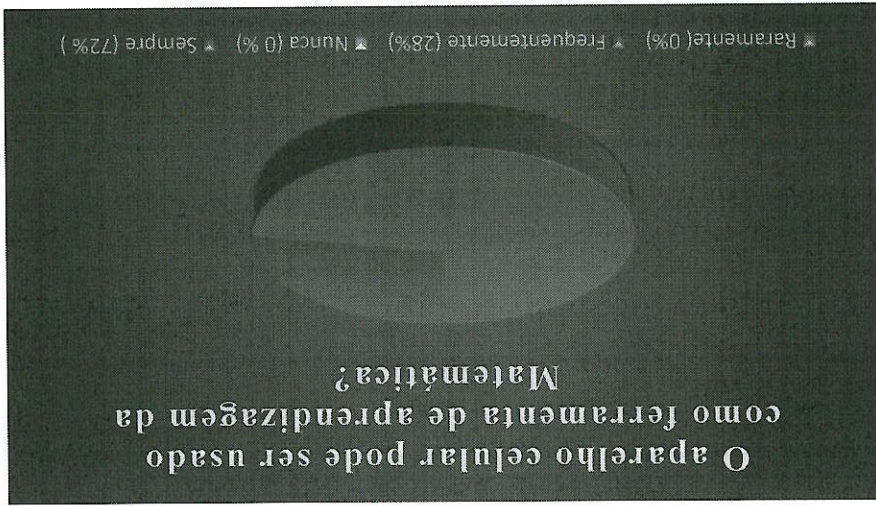 O aparelho celular pode ser usado
como ferramenta de aprendizagem da
Matemática?
Raramente( 0%) Frequentemente (28%) Nunca (0 %) Sempre (72% )